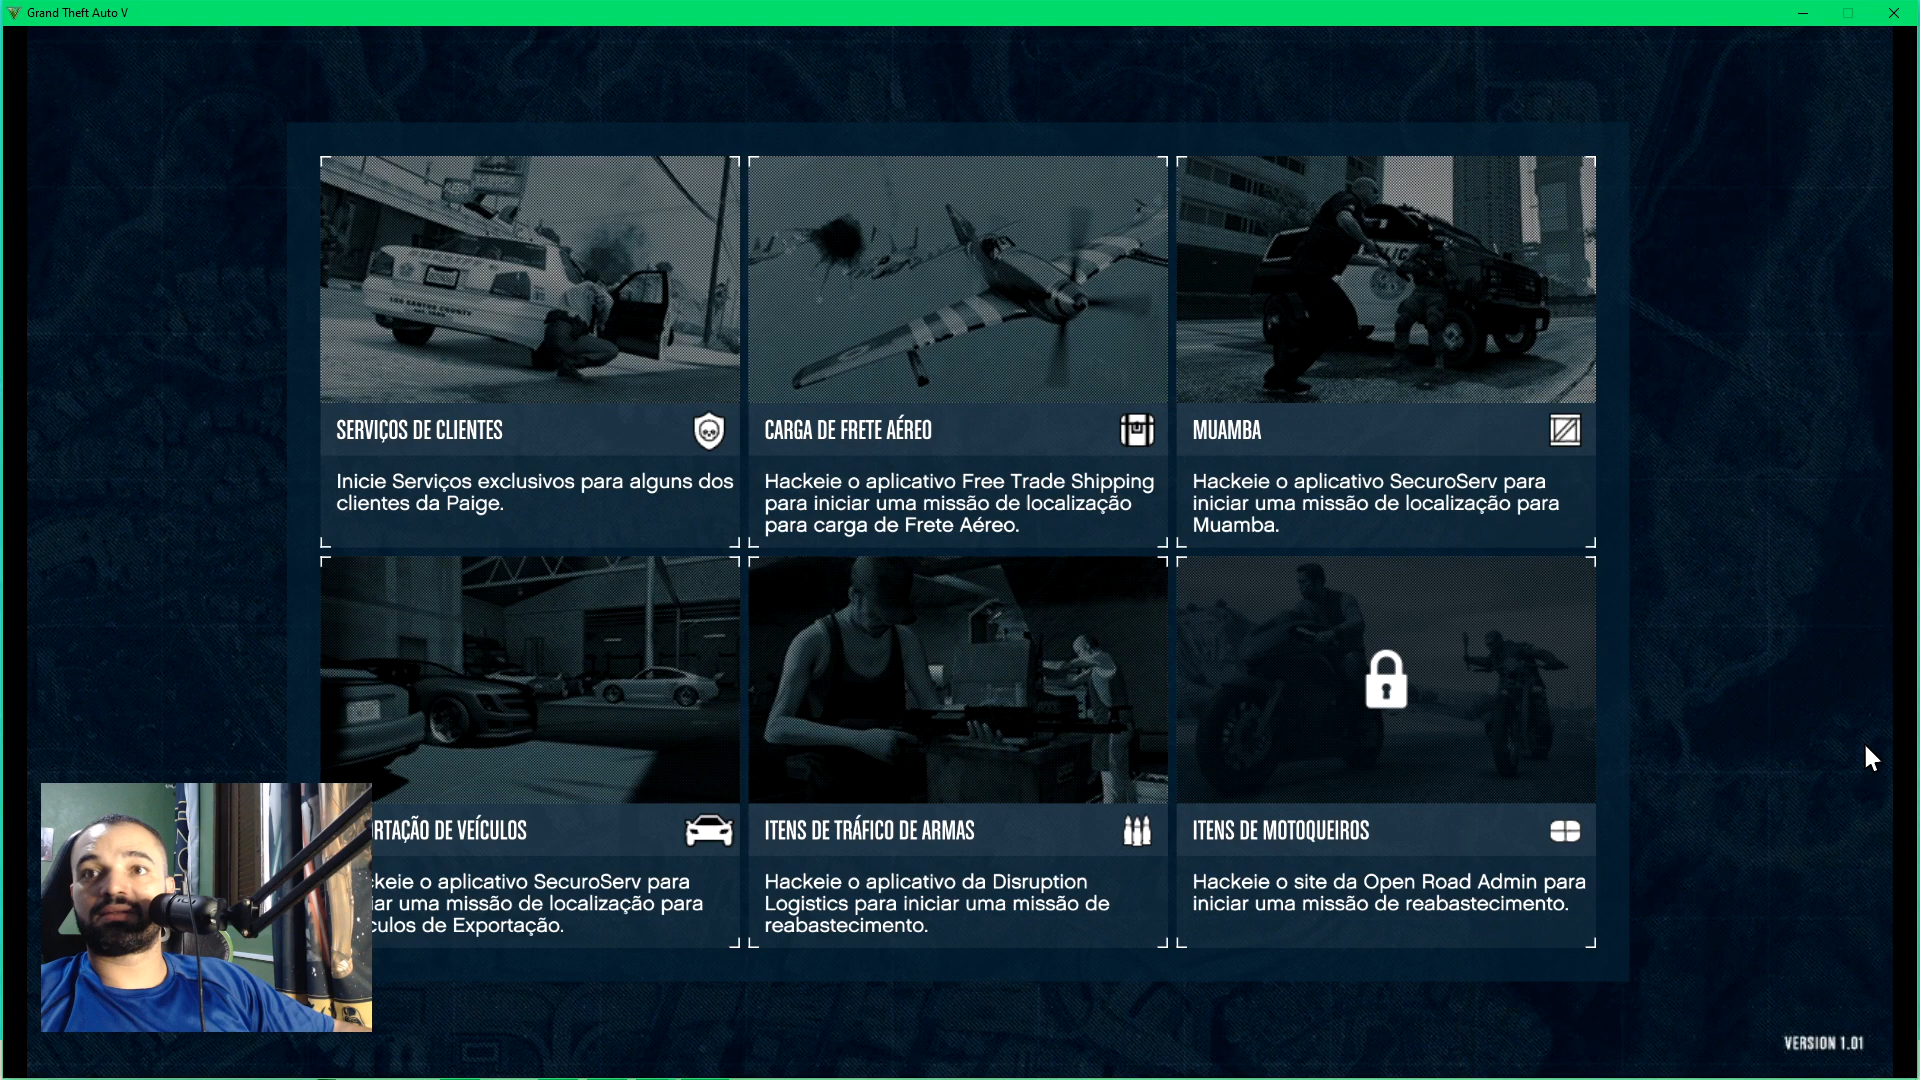 Grand Theft Auto V
SERVIÇOS DE CLIENTES
Inicie Serviços exclusivos para alguns dos
clientes da Paige.
CARGA DE FRETE AÉREO
Hackeie o aplicativo Free Trade Shipping
para iniciar uma missão de localização
para carga de Frete Aéreo.
MUAMBA
Hackeie o aplicativo SecuroServ para
iniciar uma missão de localização para
Muamba.
RTAÇÃO DE VEÍCULOS
ckeie o aplicativo SecuroServ para
iar uma missão de localização para
culos de Exportação.
ITENS DE TRÁFICO DE ARMAS
Hackeie o aplicativo da Disruption
Logistics para iniciar uma missão de
reabastecimento.
ITENS DE MOTOQUEIROS
Hackeie o site da Open Road Admin para
iniciar uma missão de reabastecimento.
VERSION 1.01